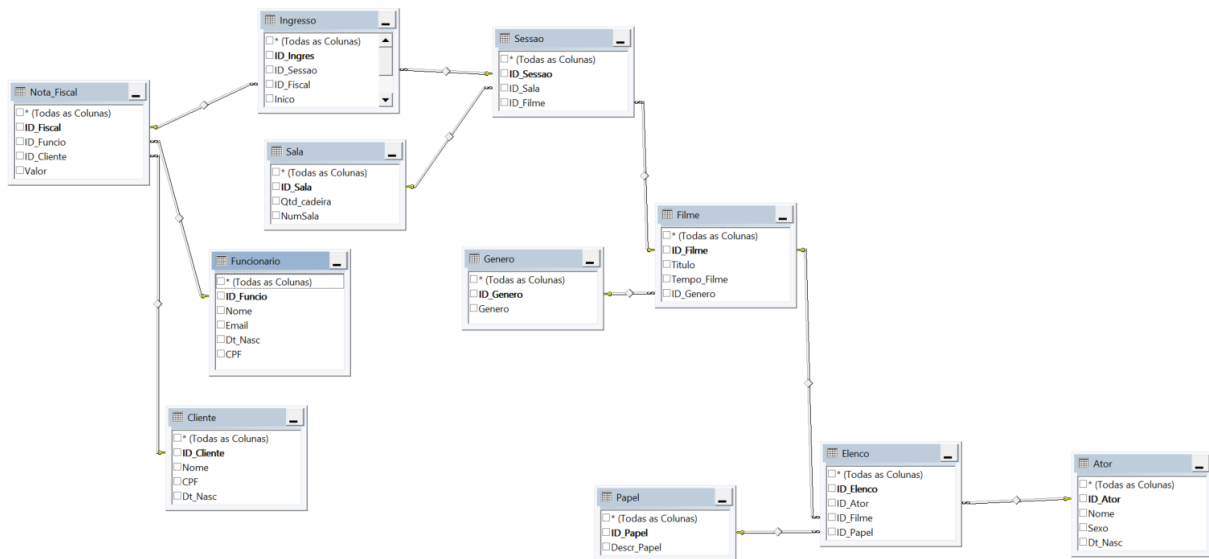 Ingresso
* (Todas as Colunas)
ID_Ingres
ID_Sessao
ID_Fiscal
Inico
Sessao
* (Todas as Colunas)
ID_Sessao
ID_Sala
ID_Filme
Nota_Fiscal
* (Todas as Colunas)
ID_Fiscal
ID_Funcio
ID_Cliente
Valor
Sala
* (Todas as Colunas)
ID_Sala
Qtd_cadeira
NumSala
Filme
* (Todas as Colunas)
ID_Filme
Titulo
Tempo_Filme
ID_Genero
Funcionario
* (Todas as Colunas)
ID_Funcio
Nome
Email
Dt_Nasc
CPF
Genero
* (Todas as Colunas)
ID_Genero
Genero
Cliente
* (Todas as Colunas)
ID_Cliente
Nome
CPF
Dt_Nasc
Elenco
* (Todas as Colunas)
ID_Elenco
ID_Ator
ID_Filme
ID_Papel
Ator
* (Todas as Colunas)
ID_Ator
Nome
Sexo
Dt_Nasc
Papel
* (Todas as Colunas)
ID_Papel
Descr_Papel